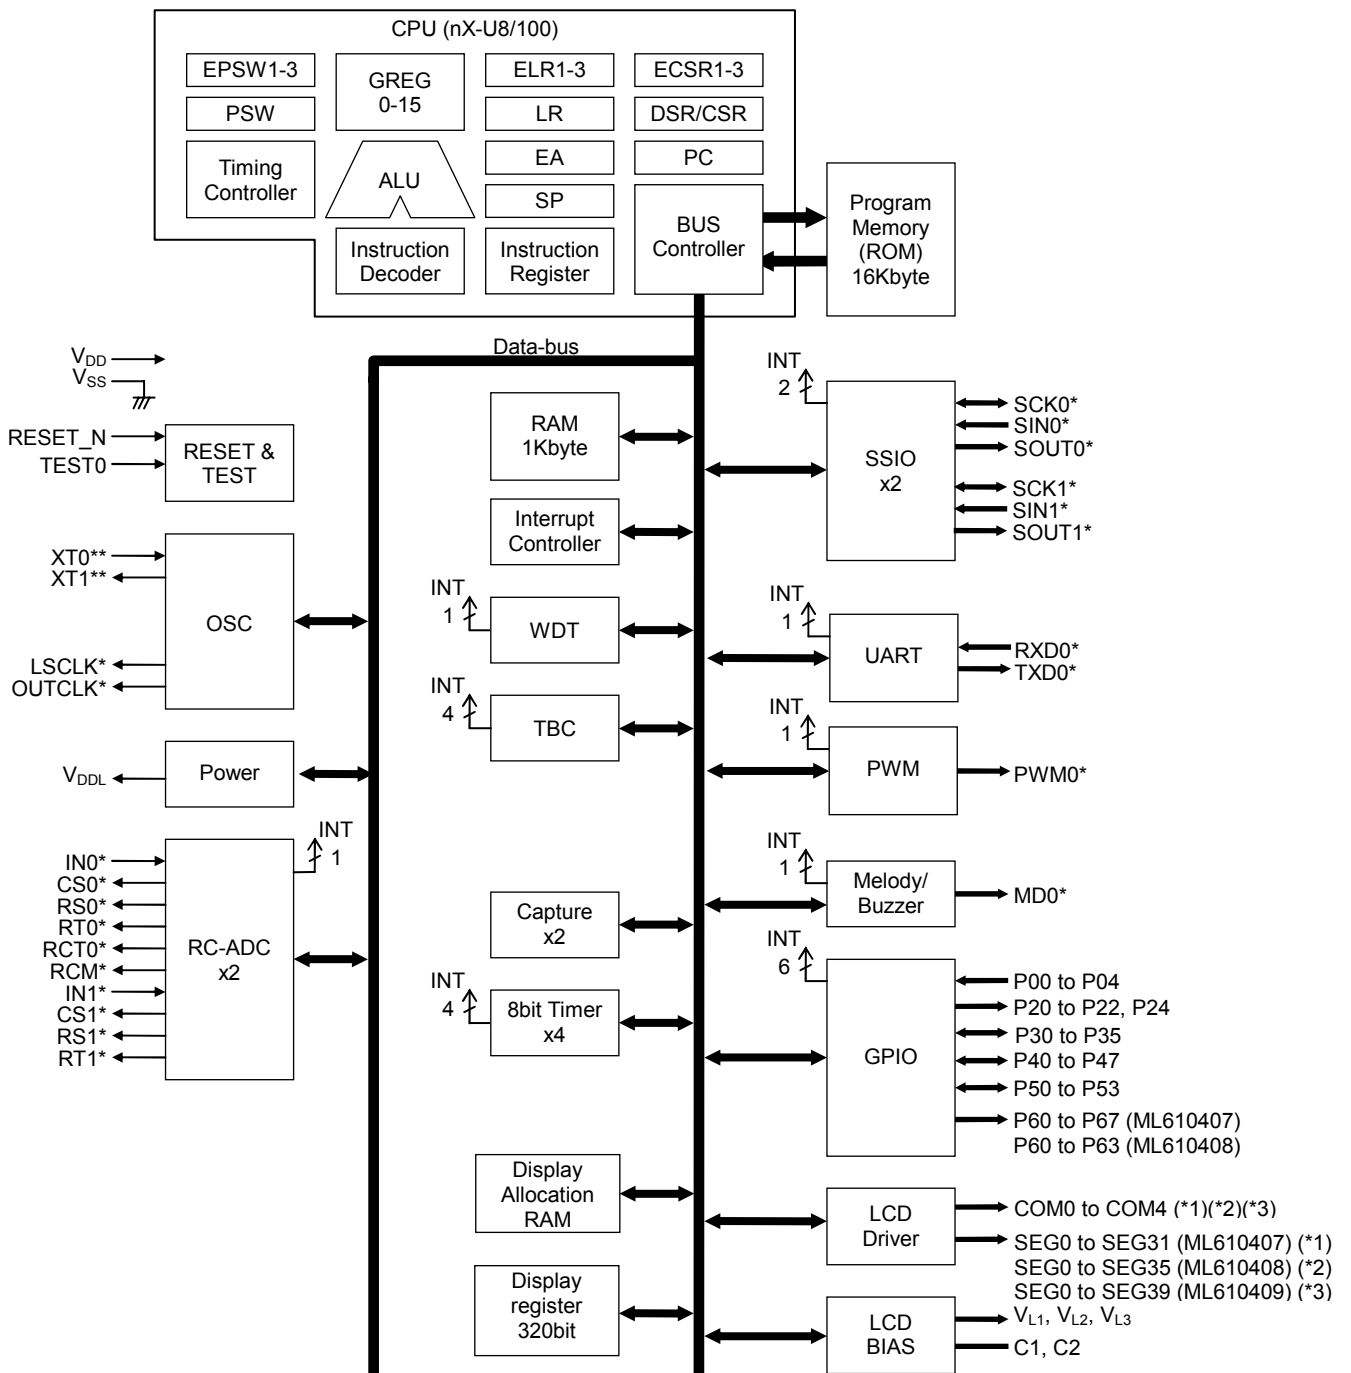 CPU (nX-U8/100)
EPSW1-3
GREG
0-15
ELR1-3
ECSR1-3
PSW
LR
DSR/CSR
Timing
Controller
ALU
EA
PC
SP
BUS
Controller
Instruction
Decoder
Instruction
Register
Program
Memory
(ROM)
16Kbyte
Data-bus
VDD
VSS
RESET_N
TEST0
RESET &
TEST
XT0**
XT1**
LSCLK*
OUTCLK*
OSC
VDDL
Power
INT
1
IN0*
CS0*
RS0*
RT0*
RCT0*
RCM*
IN1*
CS1*
RS1*
RT1*
RC-ADC
x2
RAM
1Kbyte
Interrupt
Controller
INT
1
WDT
INT
4
TBC
Capture
x2
INT
4
8bit Timer
x4
Display
Allocation
RAM
Display
register
320bit
INT
2
SSIO
x2
SCK0*
SIN0*
SOUT0*
SCK1*
SIN1*
SOUT1*
INT
1
UART
RXD0*
TXD0*
INT
1
PWM
PWM0*
INT
1
Melody/
Buzzer
MD0*
INT
6
GPIO
P00 to P04
P20 to P22, P24
P30 to P35
P40 to P47
P50 to P53
P60 to P67 (ML610407)
P60 to P63 (ML610408)
LCD
Driver
COM0 to COM4 (*1)(*2)(*3)
SEG0 to SEG31 (ML610407) (*1)
SEG0 to SEG35 (ML610408) (*2)
SEG0 to SEG39 (ML610409) (*3)
LCD
BIAS
VL1, VL2, VL3
C1, C2